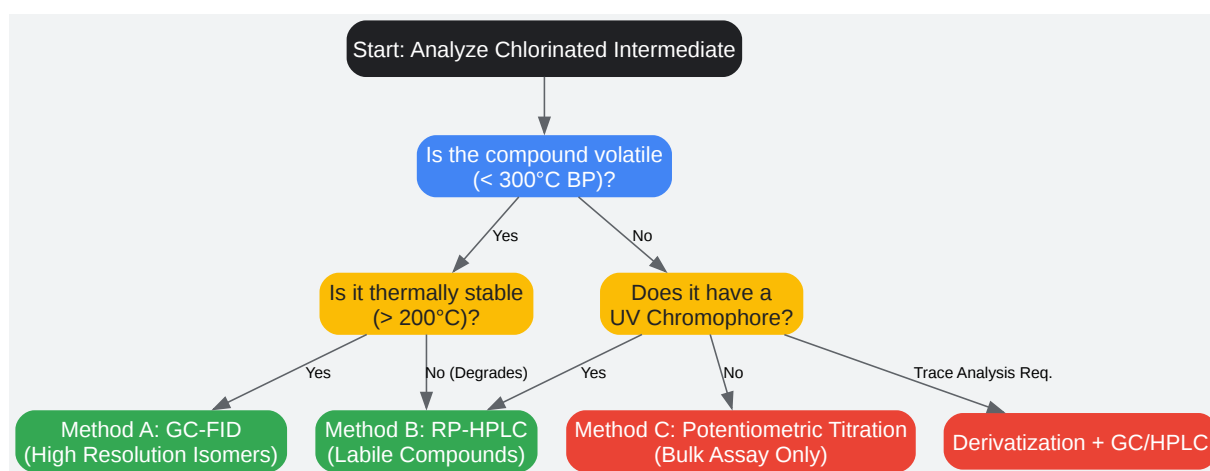 Start: Analyze Chlorinated Intermediate
Is the compound volatile
(< 300°C BP)?
Yes
No
Is it thermally stable
(> 200°C)?
Does it have a
UV Chromophore?
Yes
No (Degrades)
Yes
No
Trace Analysis Req.
Method A: GC-FID
(High Resolution Isomers)
Method B: RP-HPLC
(Labile Compounds)
Method C: Potentiometric Titration
(Bulk Assay Only)
Derivatization + GC/HPLC